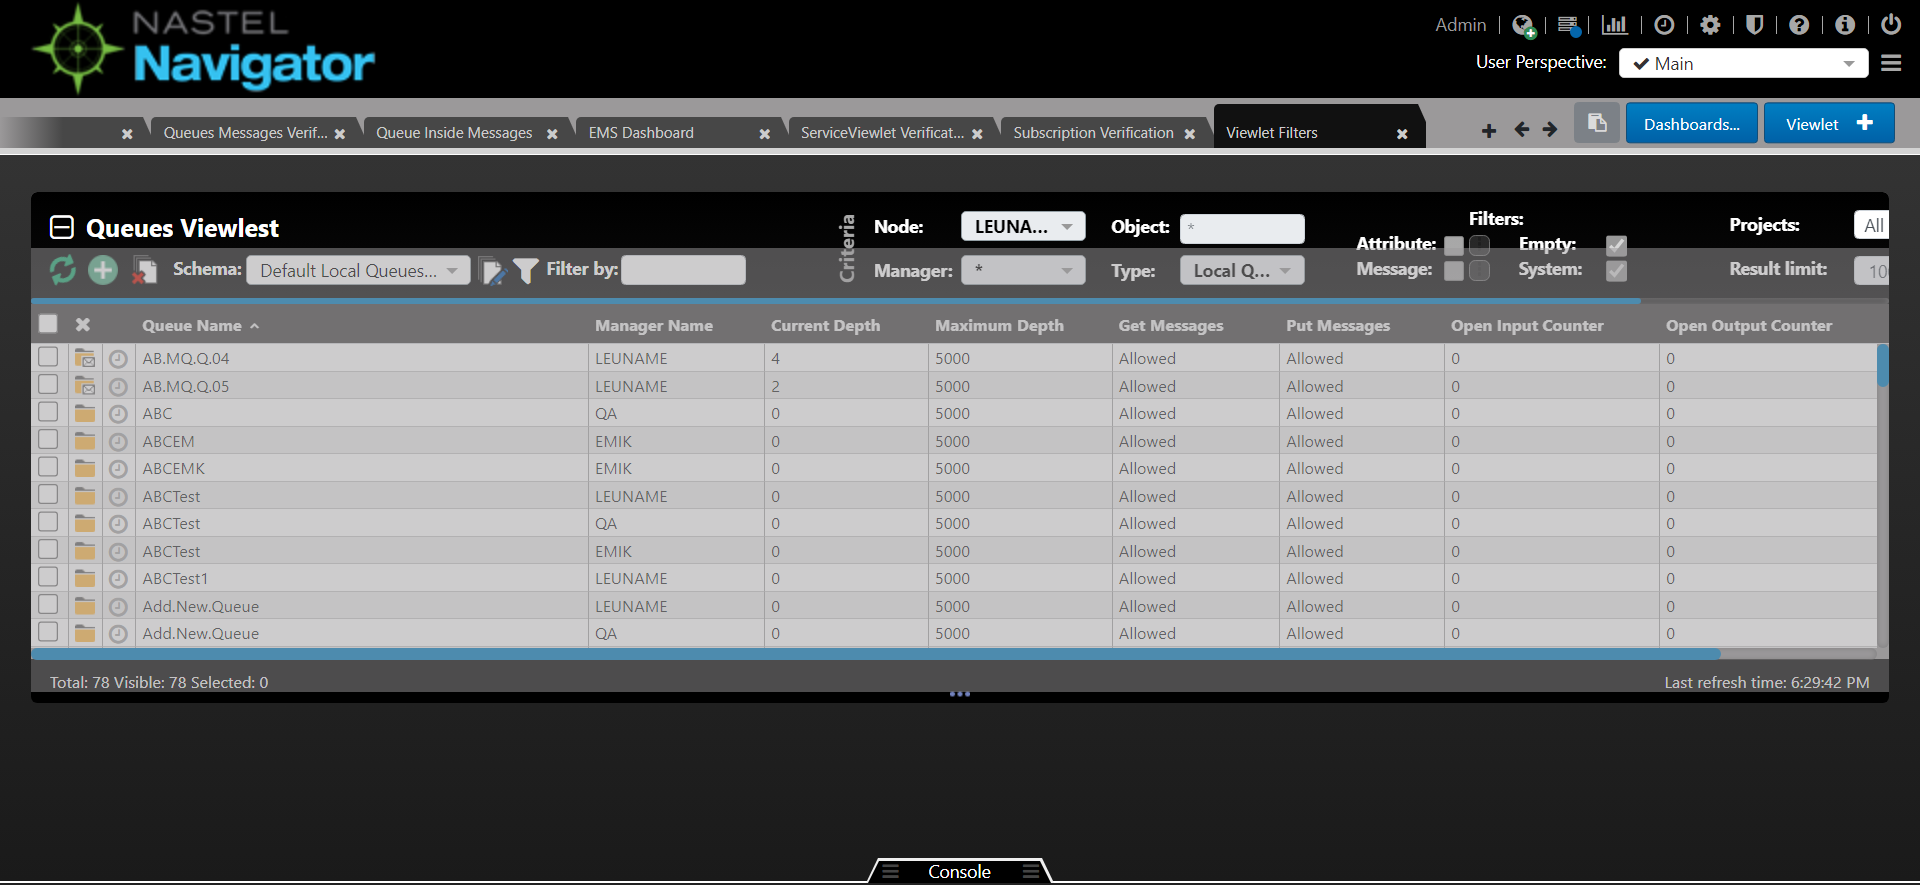 NASTEL
Navigator
Admin
User Perspective: Main
Queues Messages Verif... Queue Inside Messages EMS Dashboard ServiceViewlet Verificat... Subscription Verification Viewlet Filters
Dashboards... Viewlet
Queues Viewlest
Criteria
Node: LEUNA... Object: * Filters: Projects: All
Attribute: Empty:
Schema: Default Local Queues... Filter by: Manager: * Type: Local Q... Message: System: Result limit: 10
Queue Name Manager Name Current Depth Maximum Depth Get Messages Put Messages Open Input Counter Open Output Counter
AB.MQ.Q.04 LEUNAME 4 5000 Allowed Allowed 0 0
AB.MQ.Q.05 LEUNAME 2 5000 Allowed Allowed 0 0
ABC QA 0 5000 Allowed Allowed 0 0
ABCEM EMIK 0 5000 Allowed Allowed 0 0
ABCEMK EMIK 0 5000 Allowed Allowed 0 0
ABCTest LEUNAME 0 5000 Allowed Allowed 0 0
ABCTest QA 0 5000 Allowed Allowed 0 0
ABCTest EMIK 0 5000 Allowed Allowed 0 0
ABCTest1 LEUNAME 0 5000 Allowed Allowed 0 0
Add.New.Queue LEUNAME 0 5000 Allowed Allowed 0 0
Add.New.Queue QA 0 5000 Allowed Allowed 0 0
Total: 78 Visible: 78 Selected: 0 Last refresh time: 6:29:42 PM
Console